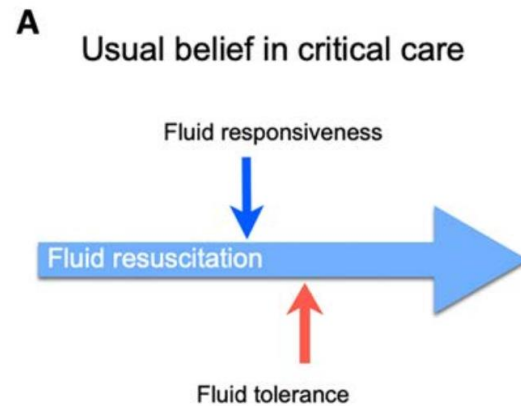 A
Usual belief in critical care
Fluid responsiveness
Fluid resuscitation
Fluid tolerance